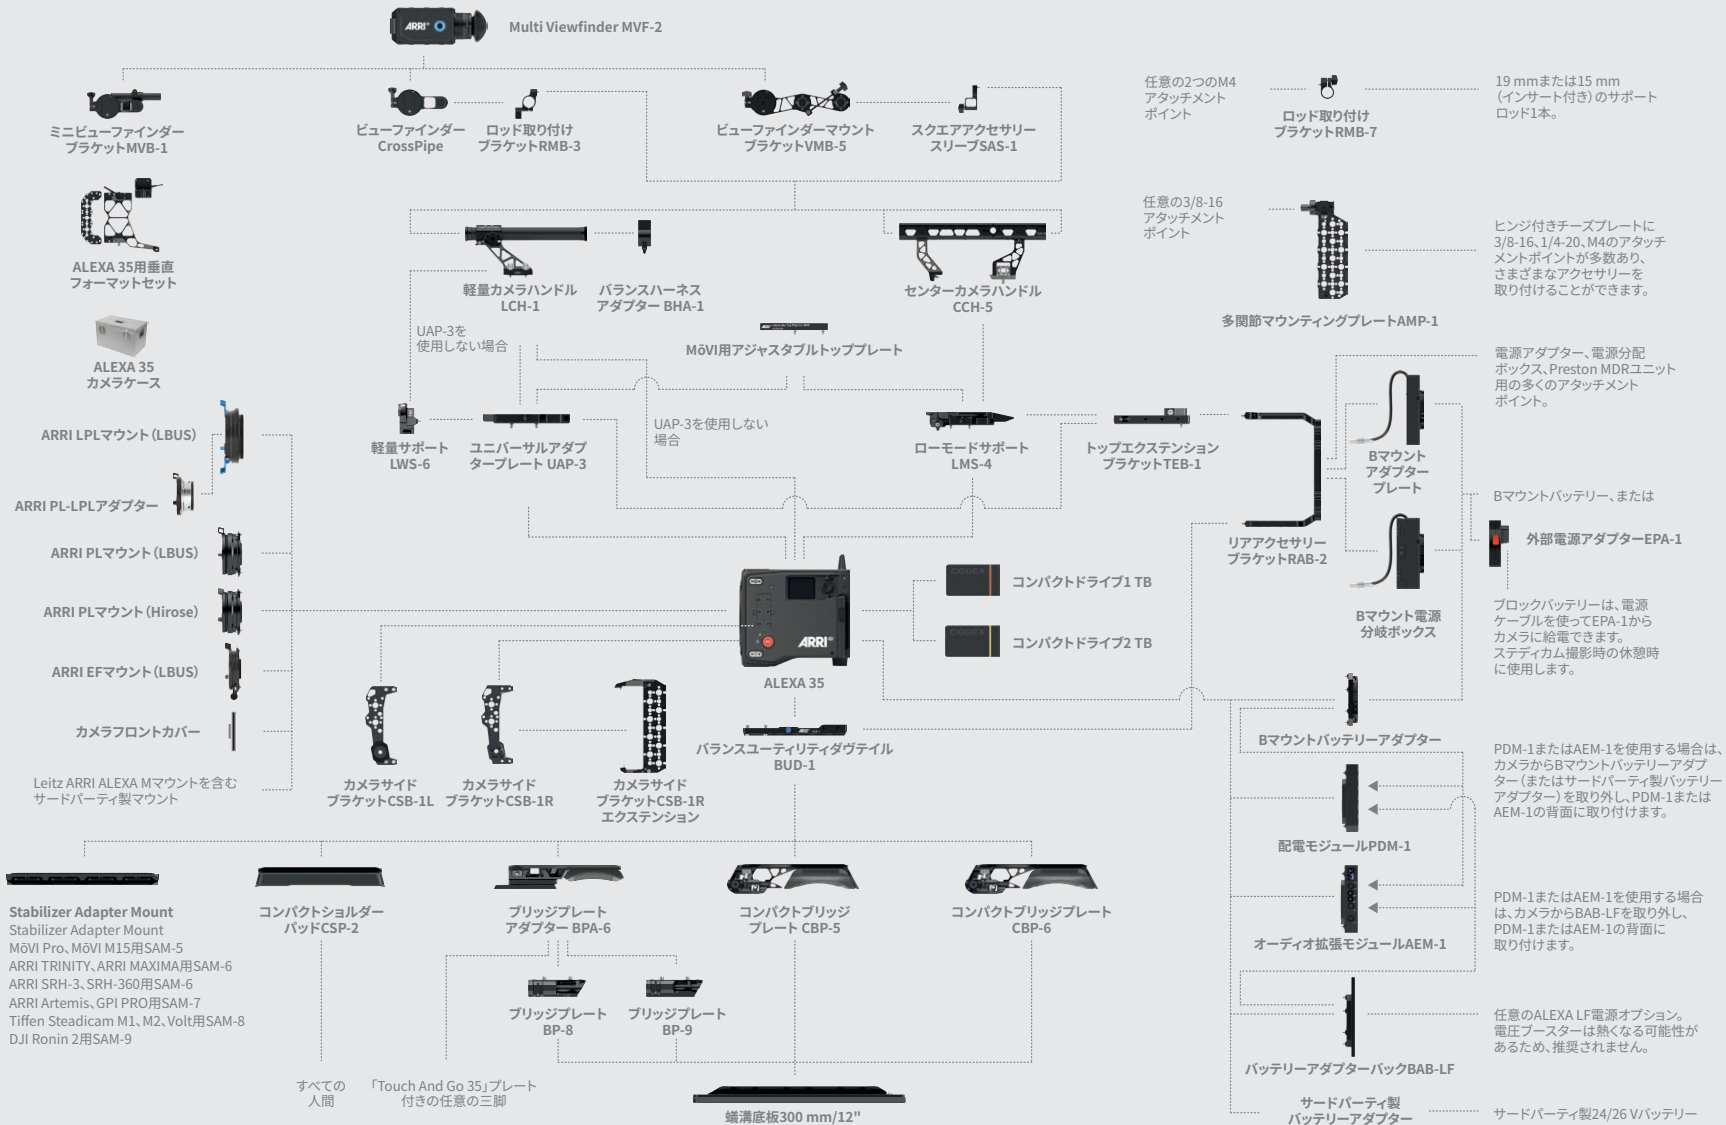 ARRI
Multi Viewfinder MVF-2
ミニビューファインダー
ブラケットMVB-1
ビューファインダー
CrossPipe
ロッド取り付け
ブラケットRMB-3
ビューファインダーマウント
ブラケットVMB-5
スクエアアクセサリー
スリーブSAS-1
任意の2つのM4
アタッチメント
ポイント
ロッド取り付け
ブラケットRMB-7
19 mmまたは15 mm
（インサート付き）のサポート
ロッド1本。
ALEXA 35用垂直
フォーマットセット
軽量カメラハンドル
LCH-1
バランスハーネス
アダプター BHA-1
センターカメラハンドル
CCH-5
任意の3/8-16
アタッチメント
ポイント
多関節マウンティングプレートAMP-1
ヒンジ付きチーズプレートに
3/8-16、1/4-20、M4のアタッチ
メントポイントが多数あり、
さまざまなアクセサリーを
取り付けることができます。
ALEXA 35
カメラケース
UAP-3を
使用しない場合
MōVI用アジャスタブルトッププレート
電源アダプター、電源分配
ボックス、Preston MDRユニット
用の多くのアタッチメント
ポイント。
ARRI LPLマウント（LBUS）
軽量サポート
LWS-6
ユニバーサルアダプ
タープレート UAP-3
UAP-3を使用しない
場合
ローモードサポート
LMS-4
トップエクステンション
ブラケットTEB-1
Bマウント
アダプター
プレート
ARRI PL-LPLアダプター
Bマウントバッテリー、または
ARRI PLマウント（LBUS）
リアアクセサリー
ブラケットRAB-2
外部電源アダプターEPA-1
CODEX
コンパクトドライブ1 TB
ARRI PLマウント（Hirose）
Bマウント電源
分岐ボックス
ブロックバッテリーは、電源
ケーブルを使ってEPA-1から
カメラに給電できます。
ステディカム撮影時の休憩時
に使用します。
ARRI
CODEX
コンパクトドライブ2 TB
ARRI EFマウント（LBUS）
ALEXA 35
カメラフロントカバー
バランスユーティリティダヴテイル
BUD-1
Bマウントバッテリーアダプター
Leitz ARRI ALEXA Mマウントを含む
サードパーティ製マウント
カメラサイド
ブラケットCSB-1L
カメラサイド
ブラケットCSB-1R
カメラサイド
ブラケットCSB-1R
エクステンション
PDM-1またはAEM-1を使用する場合は、
カメラからBマウントバッテリーアダプ
ター（またはサードパーティ製バッテリー
アダプター）を取り外し、PDM-1または
AEM-1の背面に取り付けます。
配電モジュールPDM-1
Stabilizer Adapter Mount
Stabilizer Adapter Mount
MōVI Pro、MōVI M15用SAM-5
ARRI TRINITY、ARRI MAXIMA用SAM-6
ARRI SRH-3、SRH-360用SAM-6
ARRI Artemis、GPI PRO用SAM-7
Tiffen Steadicam M1、M2、Volt用SAM-8
DJI Ronin 2用SAM-9
コンパクトショルダー
パッドCSP-2
ブリッジプレート
アダプター BPA-6
コンパクトブリッジ
プレート CBP-5
コンパクトブリッジプレート
CBP-6
オーディオ拡張モジュールAEM-1
PDM-1またはAEM-1を使用する場合
は、カメラからBAB-LFを取り外し、
PDM-1またはAEM-1の背面に
取り付けます。
ブリッジプレート
BP-8
ブリッジプレート
BP-9
任意のALEXA LF電源オプション。
電圧ブースターは熱くなる可能性が
あるため、推奨されません。
バッテリーアダプターバックBAB-LF
すべての
人間
「Touch And Go 35」プレート
付きの任意の三脚
蟻溝底板300 mm/12"
サードパーティ製
バッテリーアダプター
サードパーティ製24/26 Vバッテリー